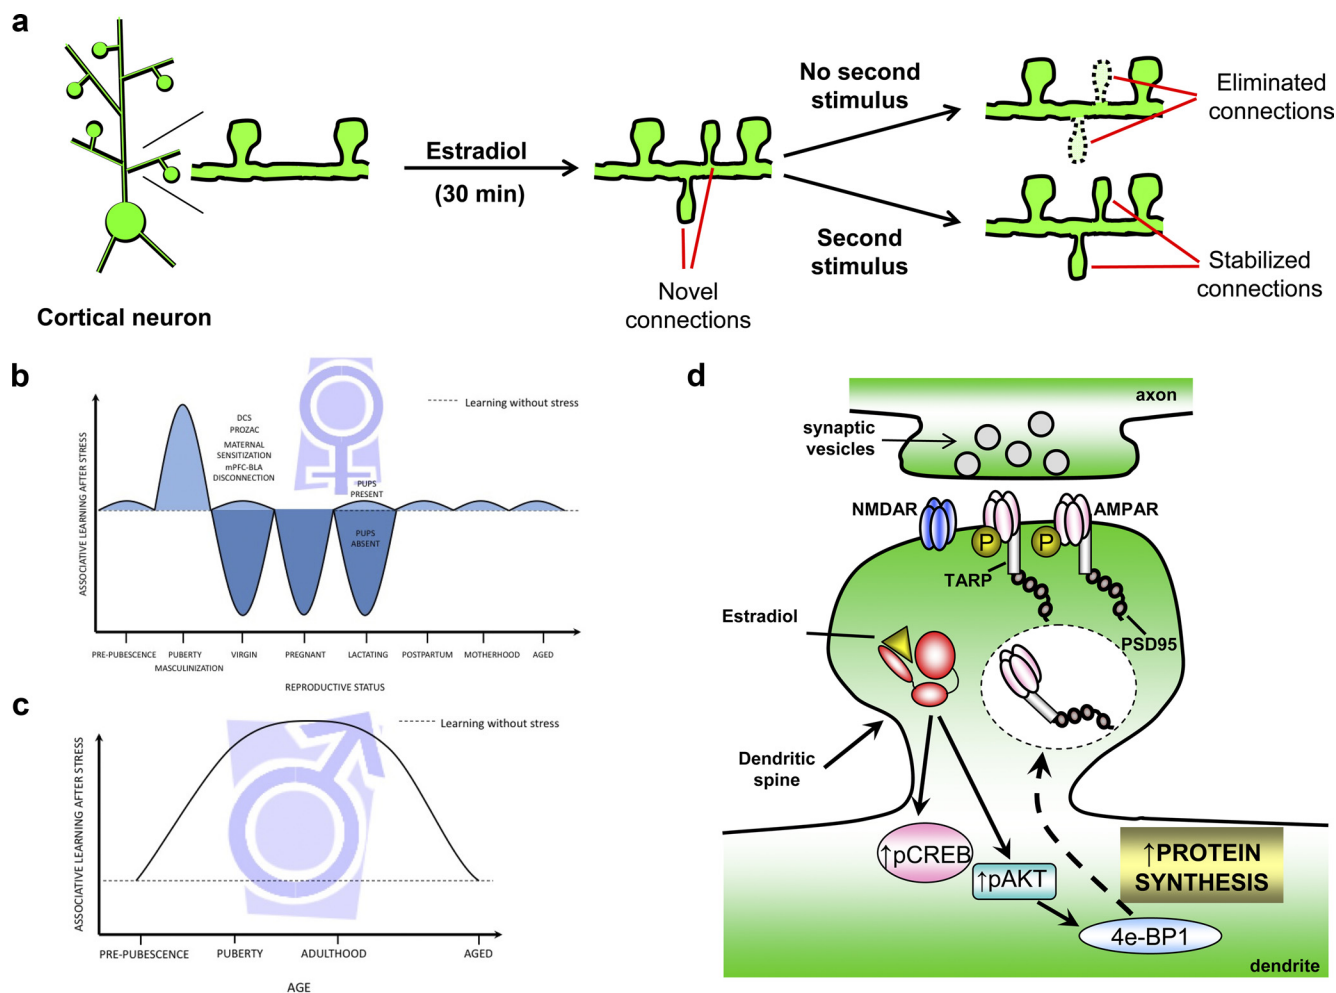 a
Cortical neuron
Estradiol
(30 min)
Novel
connections
No second
stimulus
Second
stimulus
Eliminated
connections
Stabilized
connections
b
ASSOCIATIVE LEARNING AFTER STRESS
DCS
PROZAC
MATERNAL
SENSITIZATION
mPFC-BLA
DISCONNECTION
PUPS
PRESENT
PUPS
ABSENT
Learning without stress
PRE-PUBESCENCE
PUBERTY
MASCULINIZATION
VIRGIN
PREGNANT
LACTATING
POSTPARTUM
MOTHERHOOD
AGED
REPRODUCTIVE STATUS
c
ASSOCIATIVE LEARNING AFTER STRESS
Learning without stress
PRE-PUBESCENCE
PUBERTY
ADULTHOOD
AGED
AGE
d
axon
synaptic
vesicles
NMDAR
AMPAR
P
P
TARP
PSD95
Estradiol
Dendritic
spine
↑pCREB
↑pAKT
4e-BP1
↑PROTEIN
SYNTHESIS
dendrite